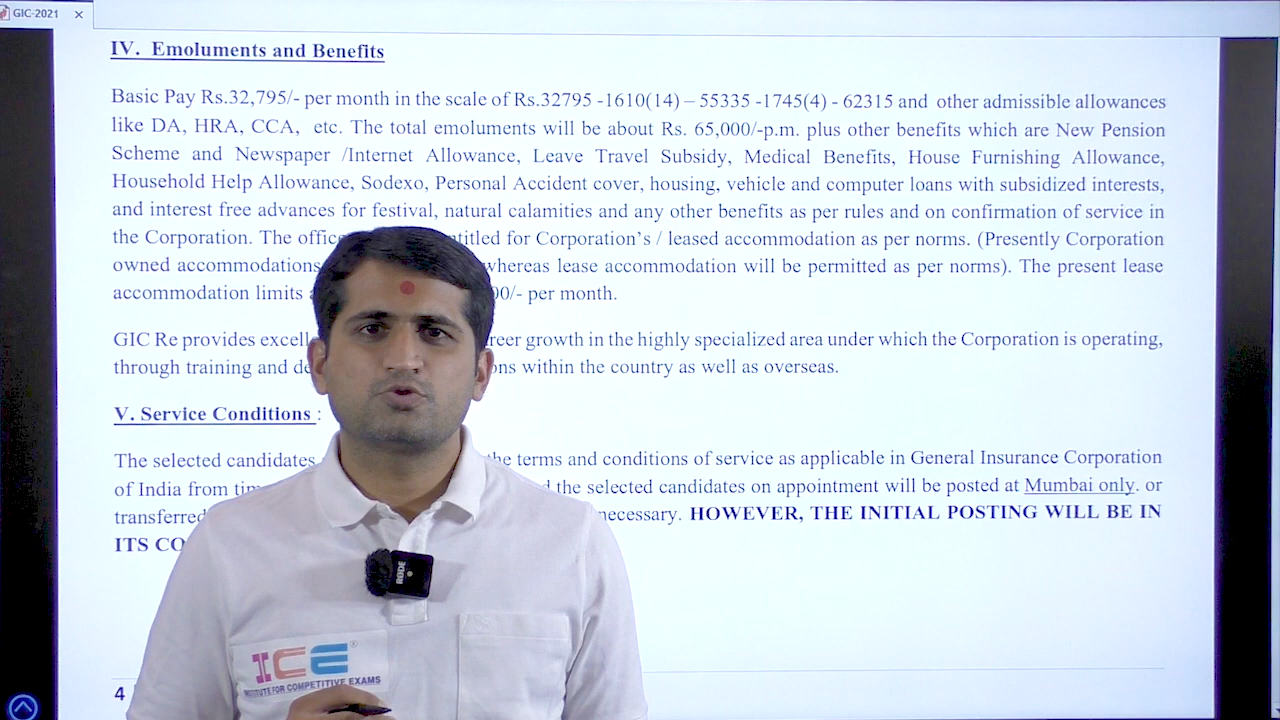 GIC-2021
IV. Emoluments and Benefits
Basic Pay Rs.32,795/- per month in the scale of Rs.32795 -1610(14) – 55335 -1745(4) - 62315 and other admissible allowances
like DA, HRA, CCA, etc. The total emoluments will be about Rs. 65,000/-p.m. plus other benefits which are New Pension
Scheme and Newspaper /Internet Allowance, Leave Travel Subsidy, Medical Benefits, House Furnishing Allowance,
Household Help Allowance, Sodexo, Personal Accident cover, housing, vehicle and computer loans with subsidized interests,
and interest free advances for festival, natural calamities and any other benefits as per rules and on confirmation of service in
the Corporation. The for Corporation's / leased accommodation as per norms. (Presently Corporation
owned accommodations whereas lease accommodation will be permitted as per norms). The present lease
accommodation limits 00/- per month.
GIC Re provides growth in the highly specialized area under which the Corporation is operating,
through training and within the country as well as overseas.
V. Service Conditions :
The selected candidates the terms and conditions of service as applicable in General Insurance Corporation
of India from the selected candidates on appointment will be posted at Mumbai only. or
transferred necessary. HOWEVER, THE INITIAL POSTING WILL BE IN
ITS
RODE
ICE
INSTITUTE FOR COMPETITIVE EXAMS
4